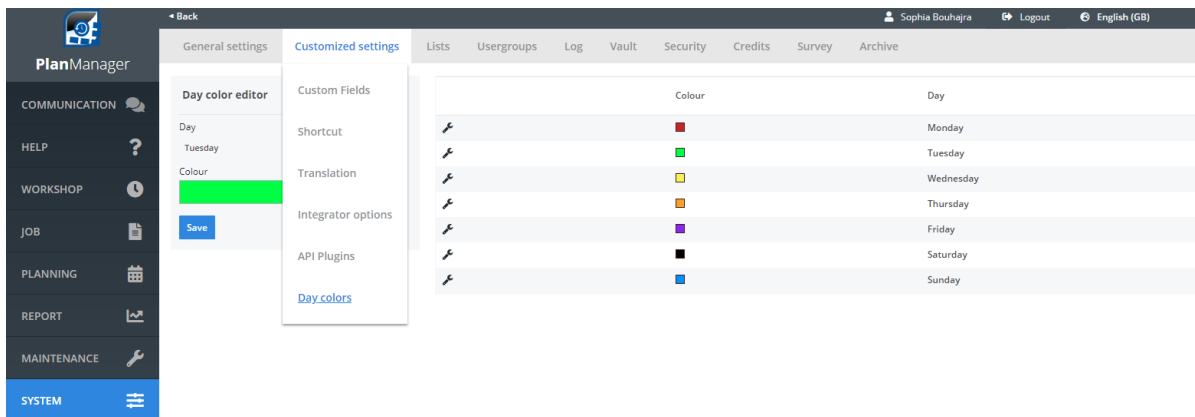 ◂ Back
Sophia Bouhajra
Logout
English (GB)
PlanManager
General settings
Customized settings
Lists
Usergroups
Log
Vault
Security
Credits
Survey
Archive
COMMUNICATION
HELP
WORKSHOP
JOB
PLANNING
REPORT
MAINTENANCE
SYSTEM
Day color editor
Day
Tuesday
Colour
Save
Custom Fields
Shortcut
Translation
Integrator options
API Plugins
Day colors
Colour Day
Monday
Tuesday
Wednesday
Thursday
Friday
Saturday
Sunday